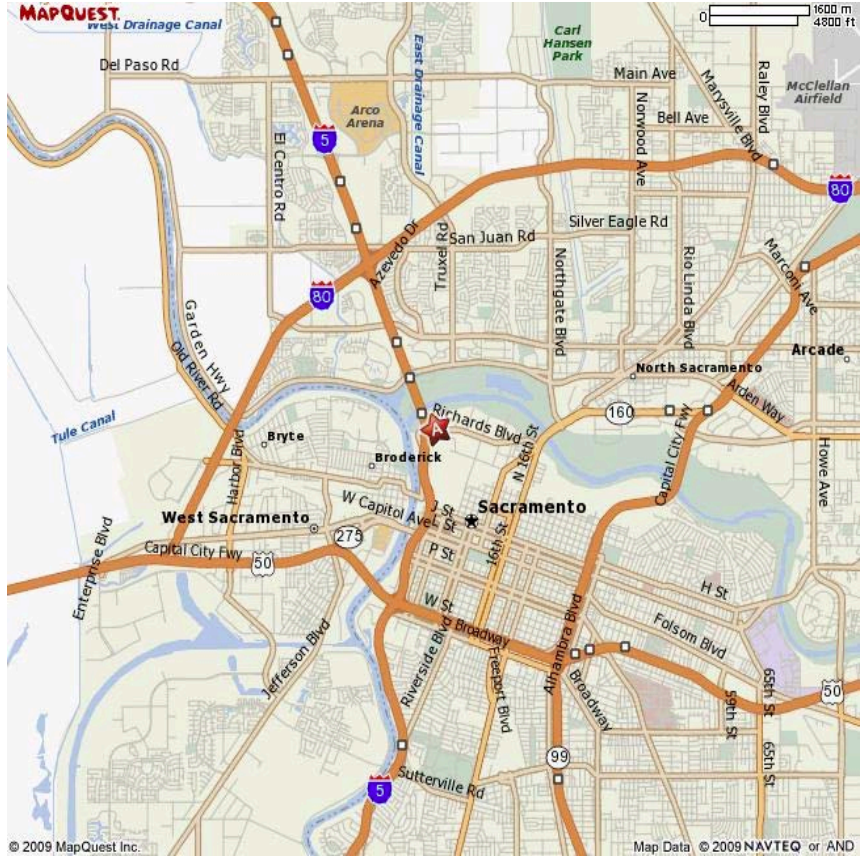 MAPQUEST.
1600 m
0
4800 ft
West Drainage Canal
East Drainage Canal
Carl
Hansen
Park
Del Paso Rd
Main Ave
Marysville Blvd
Raley Blvd
McClellan
Airfield
Arco
Arena
Norwood Ave
Bell Ave
5
El Centro Rd
80
Silver Eagle Rd
San Juan Rd
Azevedo Dr
Truxel Rd
Northgate Blvd
Rio Linda Blvd
Marconi Ave
80
Garden Hwy
Old River Rd
Arcade
North Sacramento
Arden Way
Tule Canal
Richards Blvd
160
A
N 16th St
Capital City Fwy
Howe Ave
Bryte
Broderick
Harbor Blvd
J St
Sacramento
W Capitol Ave
L St
West Sacramento
275
16th St
Enterprise Blvd
Capital City Fwy
50
P St
H St
W St
Broadway
Folsom Blvd
Alhambra Blvd
Jefferson Blvd
Riverside Blvd
Freeport Blvd
Broadway
59th St
65th St
50
65th St
99
Sutterville Rd
5
© 2009 MapQuest Inc.
Map Data © 2009 NAVTEQ or AND